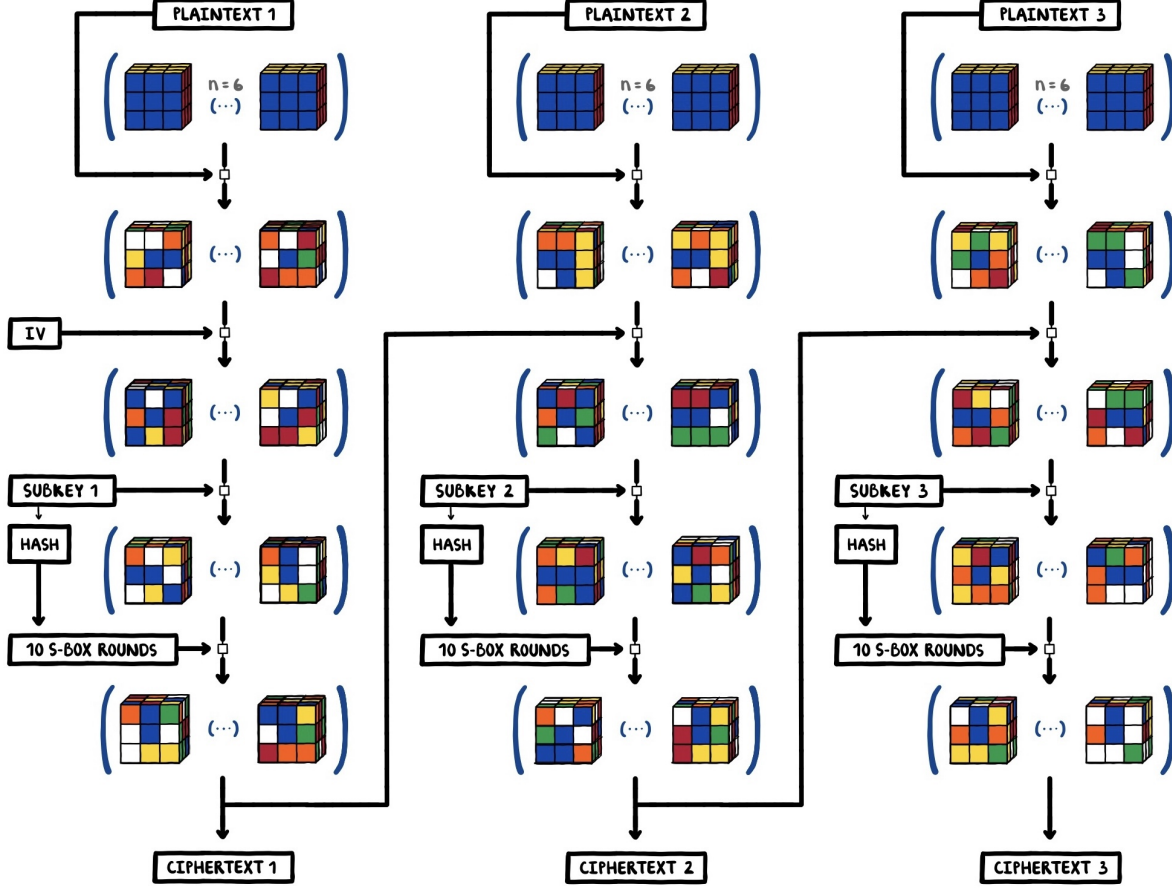 PLAINTEXT 1
PLAINTEXT 2
PLAINTEXT 3
n=6
(...)
n=6
(...)
n=6
(...)
(...)
(...)
(...)
IV
(...)
(...)
(...)
SUBKEY 1
SUBKEY 2
SUBKEY 3
HASH
HASH
HASH
(...)
(...)
(...)
10 S-BOX ROUNDS
10 S-BOX ROUNDS
10 S-BOX ROUNDS
(...)
(...)
(...)
CIPHERTEXT 1
CIPHERTEXT 2
CIPHERTEXT 3